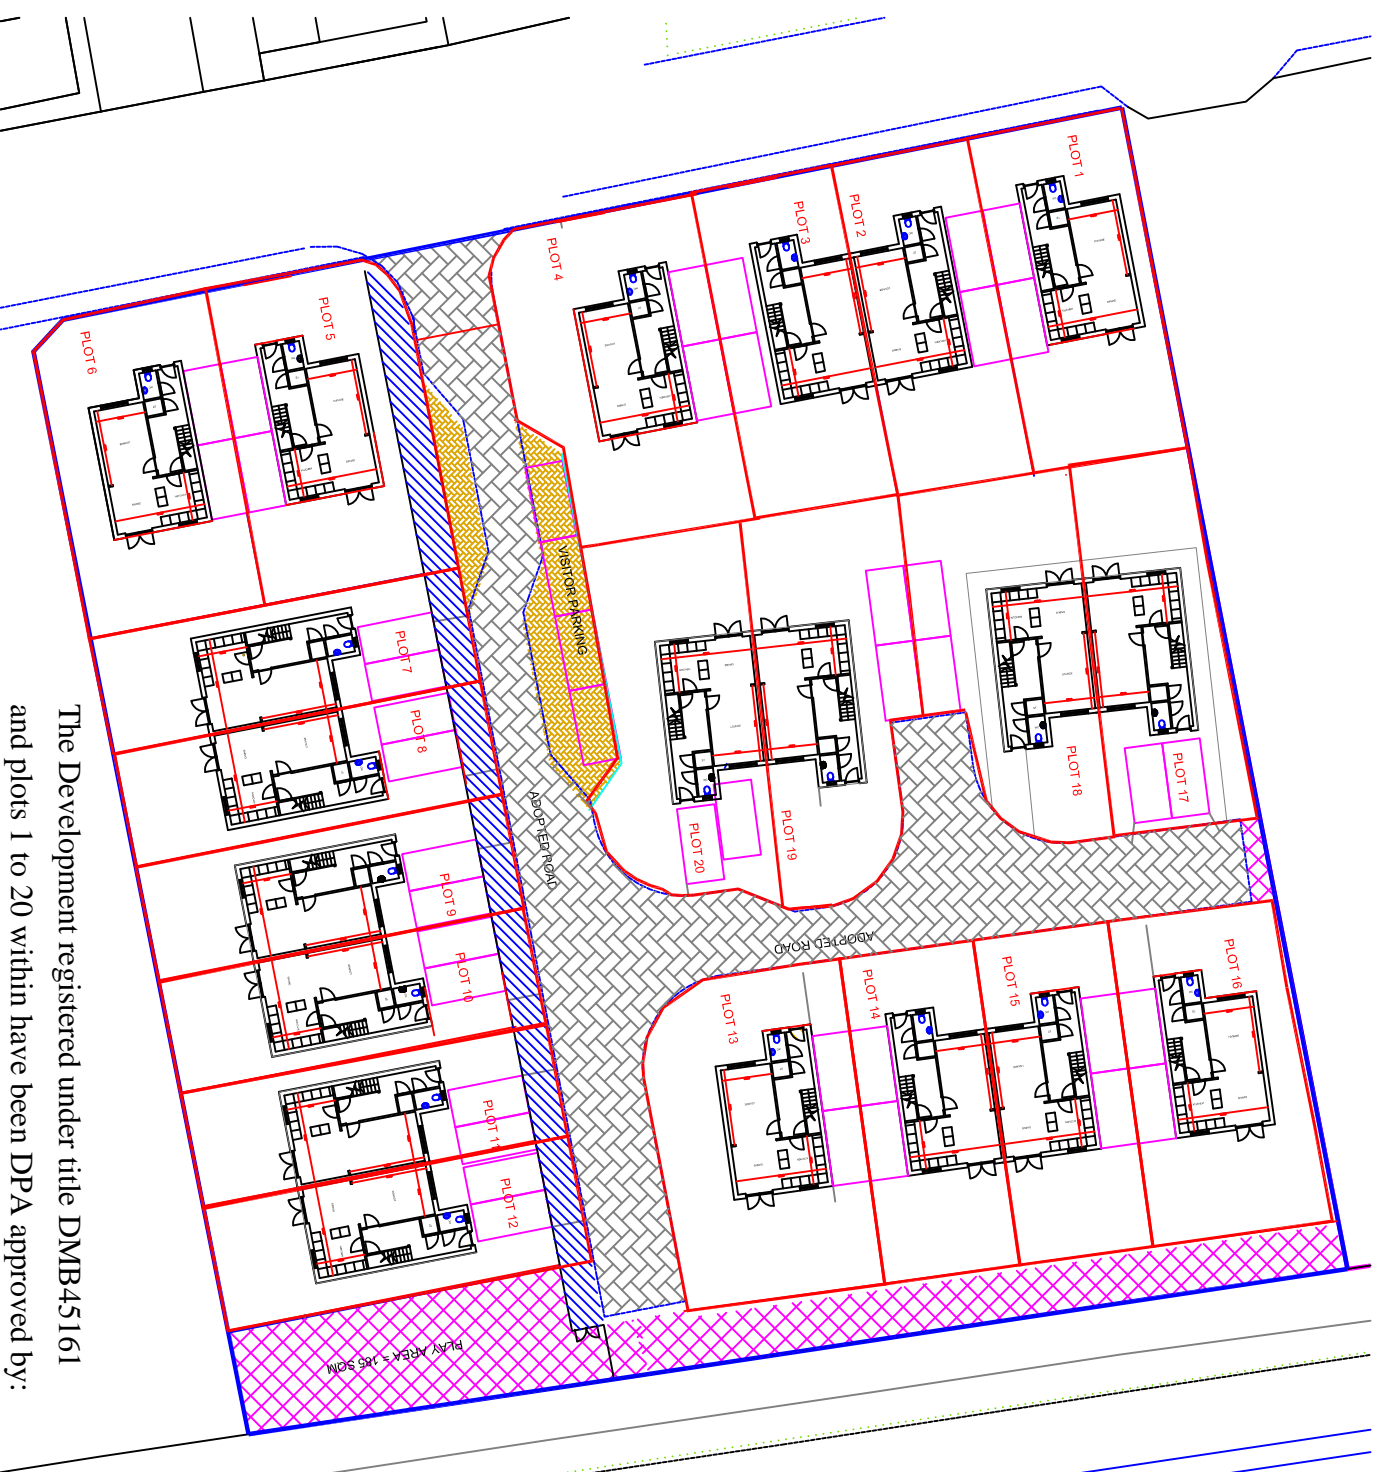 PLOT 1
PLOT 2
PLOT 3
PLOT 4
PLOT 5
PLOT 6
PLOT 7
PLOT 8
PLOT 9
PLOT 10
PLOT 11
PLOT 12
PLOT 13
PLOT 14
PLOT 15
PLOT 16
PLOT 17
PLOT 18
PLOT 19
PLOT 20
VISITOR PARKING
ADOPTED ROAD
ADOPTED ROAD
PLAY AREA = 185 SQM
The Development registered under title DMB45161
and plots 1 to 20 within have been DPA approved by: